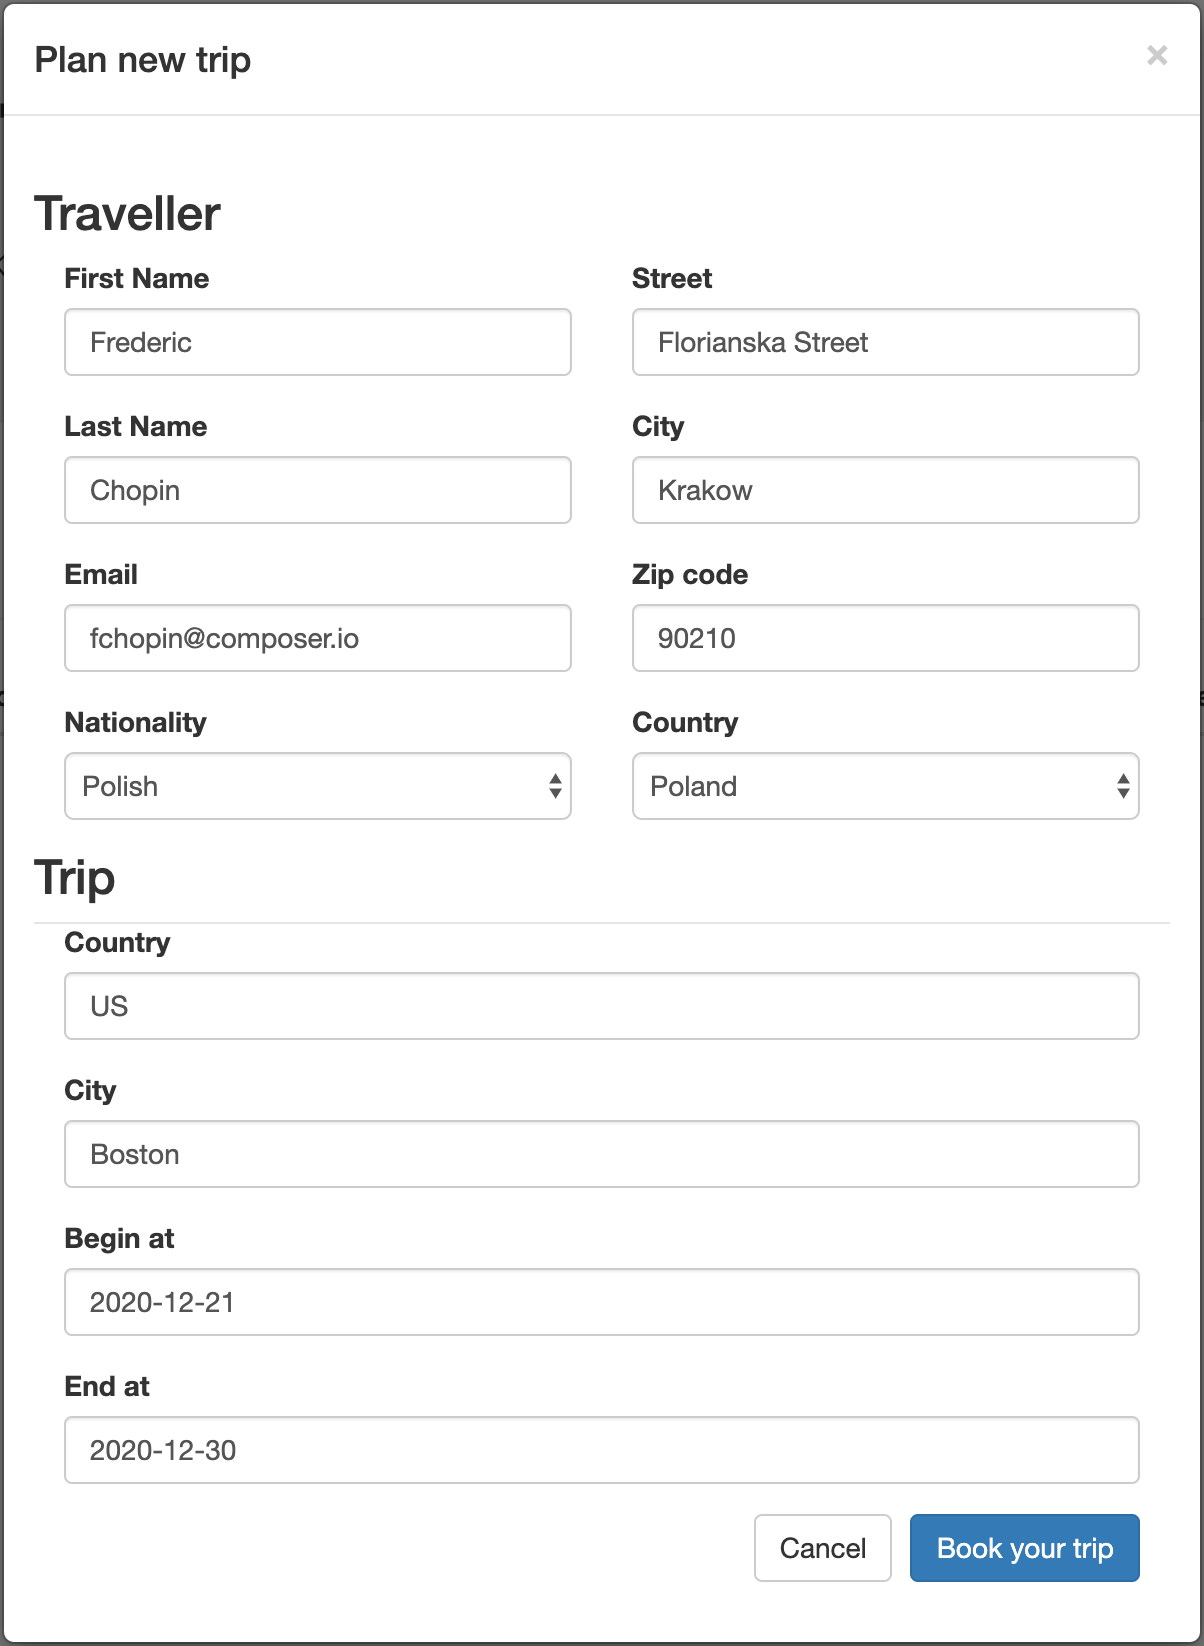 Plan new trip
×
Traveller
First Name
Frederic
Street
Florianska Street
Last Name
Chopin
City
Krakow
Email
fchopin@composer.io
Zip code
90210
Nationality
Polish
Country
Poland
Trip
Country
US
City
Boston
Begin at
2020-12-21
End at
2020-12-30
Cancel
Book your trip